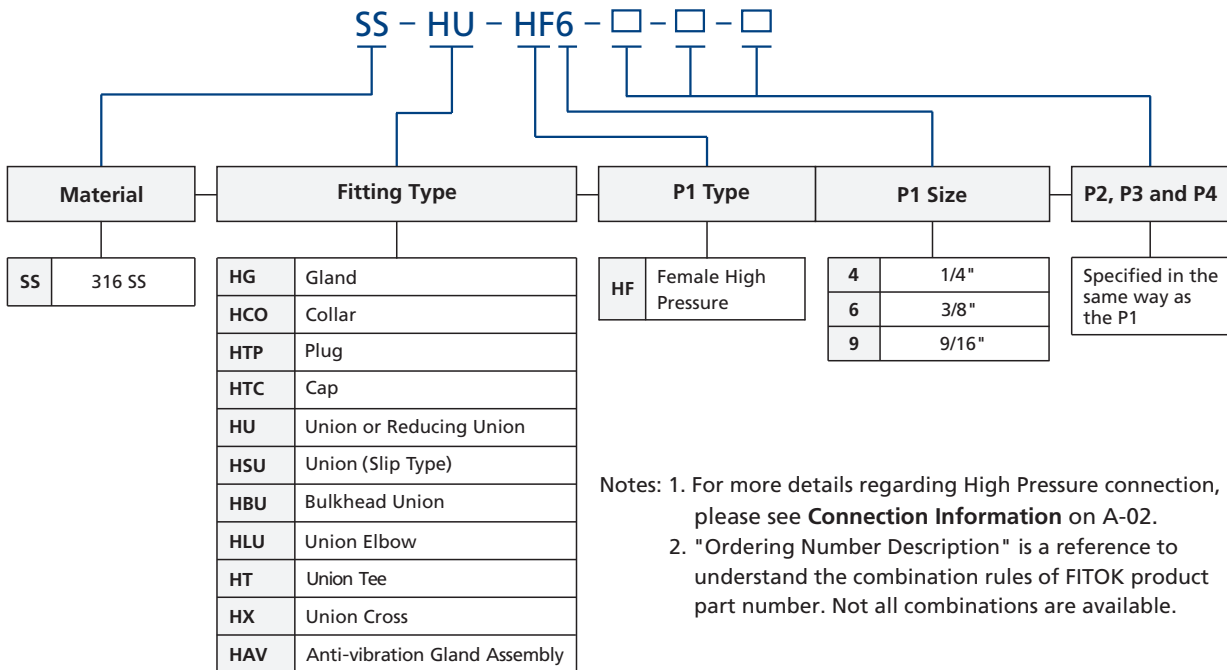 SS – HU – HF6 – □ – □ – □
Material
Fitting Type
P1 Type
P1 Size
P2, P3 and P4
SS 316 SS
HG Gland
HCO Collar
HTP Plug
HTC Cap
HU Union or Reducing Union
HSU Union (Slip Type)
HBU Bulkhead Union
HLU Union Elbow
HT Union Tee
HX Union Cross
HAV Anti-vibration Gland Assembly
HF Female High
Pressure
4 1/4"
6 3/8"
9 9/16"
Specified in the
same way as
the P1
Notes: 1. For more details regarding High Pressure connection,
please see Connection Information on A-02.
2. "Ordering Number Description" is a reference to
understand the combination rules of FITOK product
part number. Not all combinations are available.